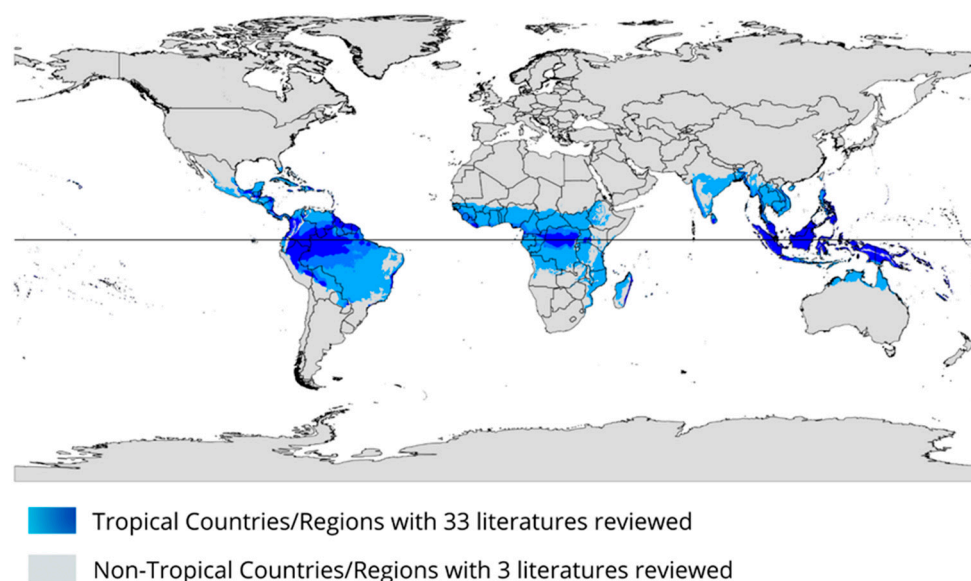 Tropical Countries/Regions with 33 literatures reviewed
Non-Tropical Countries/Regions with 3 literatures reviewed